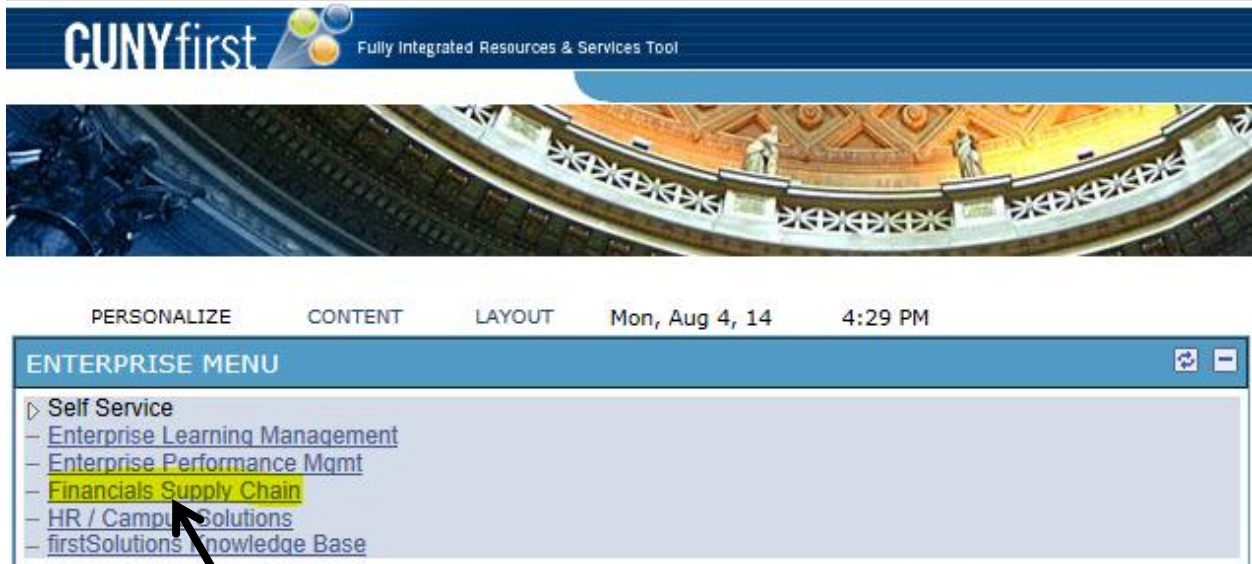 CUNYfirst Fully Integrated Resources & Services Tool
PERSONALIZE CONTENT LAYOUT Mon, Aug 4, 14 4:29 PM
ENTERPRISE MENU
Self Service
– Enterprise Learning Management
– Enterprise Performance Mgmt
– Financials Supply Chain
– HR / Campus Solutions
– firstSolutions Knowledge Base